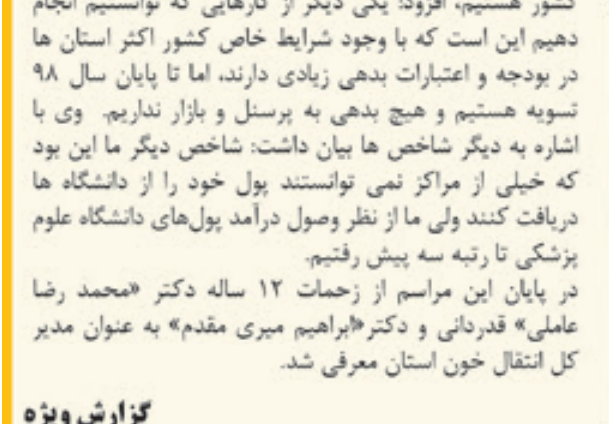 کشور هستیم، افزود: یکی دیگر از کارهایی که توانستیم انجام
دهیم این است که با وجود شرایط خاص کشور اکثر استان ها
در بودجه و اعتبارات بدهی زیادی دارند، اما تا پایان سال ۹۸
تسویه هستیم و هیچ بدهی به پرسنل و بازار نداریم. وی با
اشاره به دیگر شاخص ها بیان داشت: شاخص دیگر ما این بود
که خیلی از مراکز نمی توانستند پول خود را از دانشگاه ها
دریافت کنند ولی ما از نظر وصول درآمد پول‌های دانشگاه علوم
پزشکی تا رتبه سه پیش رفتیم.
در پایان این مراسم از زحمات ۱۲ ساله دکتر «محمد رضا
عاملی» قدردانی و دکتر«ابراهیم میری مقدم» به عنوان مدیر
کل انتقال خون استان معرفی شد.
گزارش ویژه